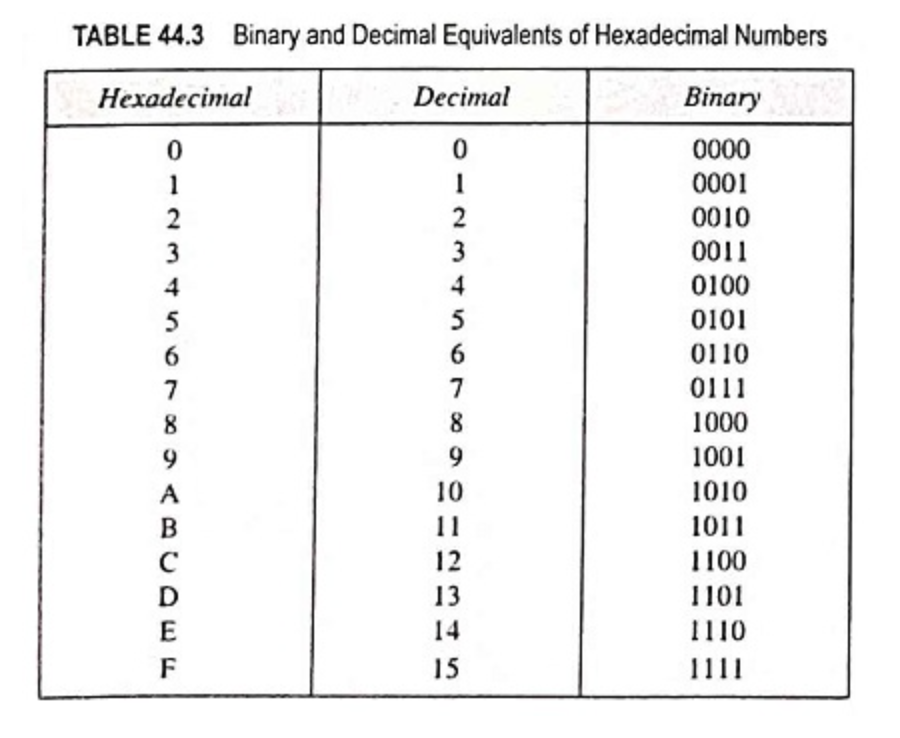 TABLE 44.3 Binary and Decimal Equivalents of Hexadecimal Numbers
Hexadecimal Decimal Binary
0 0 0000
1 1 0001
2 2 0010
3 3 0011
4 4 0100
5 5 0101
6 6 0110
7 7 0111
8 8 1000
9 9 1001
A 10 1010
B 11 1011
C 12 1100
D 13 1101
E 14 1110
F 15 1111